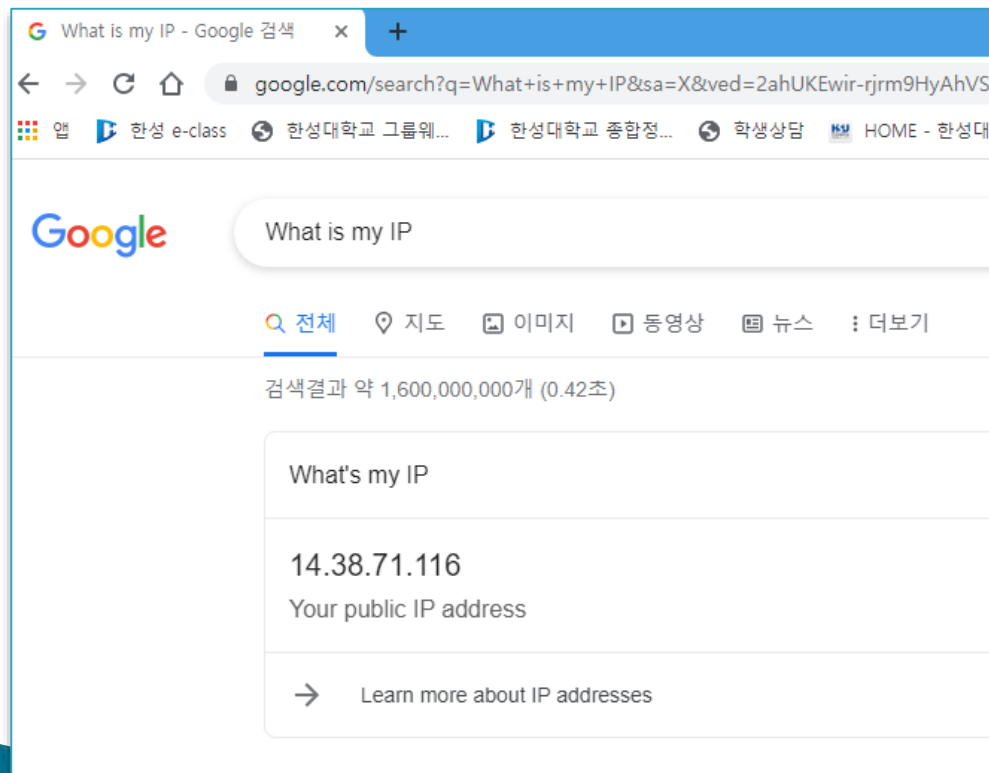 What is my IP - Google 검색
google.com/search?q=What+is+my+IP&sa=X&ved=2ahUKEwir-rjrm9HyAhVS
앱 한성 e-class 한성대학교 그룹웨... 한성대학교 종합정... 학생상담 HSU HOME - 한성대
Google What is my IP
전체 지도 이미지 동영상 뉴스 더보기
검색결과 약 1,600,000,000개 (0.42초)
What's my IP
14.38.71.116
Your public IP address
Learn more about IP addresses